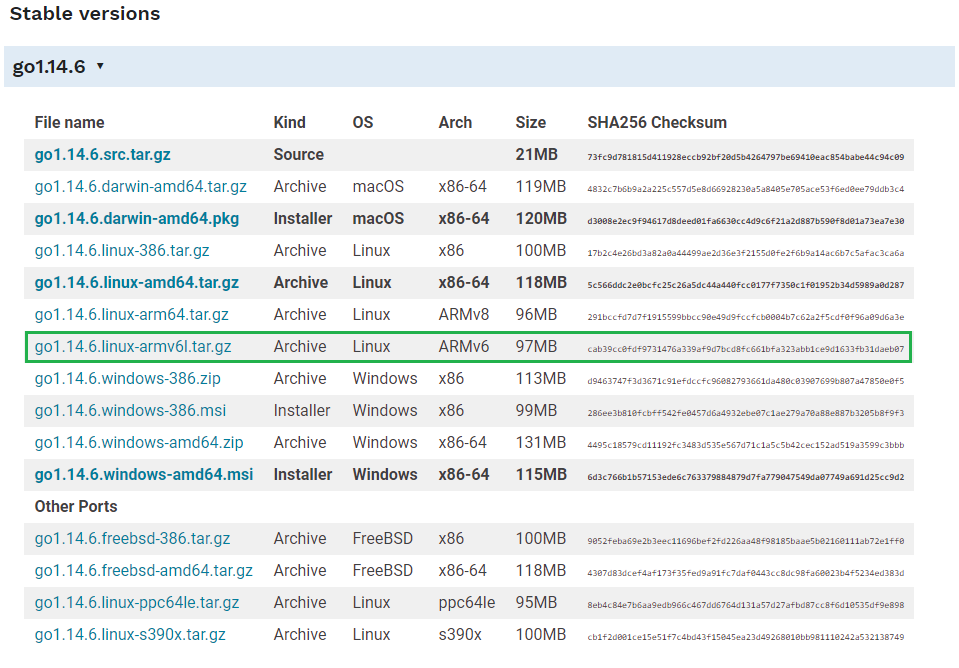 Stable versions
go1.14.6 ▾
File name Kind OS Arch Size SHA256 Checksum
go1.14.6.src.tar.gz Source 21MB 73fc9d781815d411928eccb92bf20d5b4264797be69410eac854babe44c94c09
go1.14.6.darwin-amd64.tar.gz Archive macOS x86-64 119MB 4832c7b6b9a2a225c557d5e8d66928230a5a8405e705ace53f6ed0ee79ddb3c4
go1.14.6.darwin-amd64.pkg Installer macOS x86-64 120MB d3008e2ec9f94617d8deed01fa6630cc4d9c6f21a2d887b590f8d01a73ea7e30
go1.14.6.linux-386.tar.gz Archive Linux x86 100MB 17b2c4e26bd3a82a0a44499ae2d36e3f2155d0fe2f6b9a14ac6b7c5afac3ca6a
go1.14.6.linux-amd64.tar.gz Archive Linux x86-64 118MB 5c566ddc2e0bcfc25c26a5dc44a440fcc0177f7350c1f01952b34d5989a0d287
go1.14.6.linux-arm64.tar.gz Archive Linux ARMv8 96MB 291bccfd7d7f1915599bbcc90e49d9fccfcb0004b7c62a2f5cdf0f96a09d6a3e
go1.14.6.linux-armv6l.tar.gz Archive Linux ARMv6 97MB cab39cc0fdf9731476a339af9d7bcd8fc661bfa323abb1ce9d1633fb31daeb07
go1.14.6.windows-386.zip Archive Windows x86 113MB d9463747f3d3671c91efdccfc96082793661da480c03907699b807a47850e0f5
go1.14.6.windows-386.msi Installer Windows x86 99MB 286ee3b810fcbff542fe0457d6a4932ebe07c1ae279a70a88e887b3205b8f9f3
go1.14.6.windows-amd64.zip Archive Windows x86-64 131MB 4495c18579cd11192fc3483d535e567d71c1a5c5b42cec152ad519a3599c3bbb
go1.14.6.windows-amd64.msi Installer Windows x86-64 115MB 6d3c766b1b57153ede6c763379884879d7fa779047549da07749a691d25cc9d2
Other Ports
go1.14.6.freebsd-386.tar.gz Archive FreeBSD x86 100MB 9052feba69e2b3eec11696bef2fd226aa48f98185baae5b02160111ab72e1ff0
go1.14.6.freebsd-amd64.tar.gz Archive FreeBSD x86-64 118MB 4307d83dcef4af173f35fed9a91fc7daf0443cc8dc98fa60023b4f5234ed383d
go1.14.6.linux-ppc64le.tar.gz Archive Linux ppc64le 95MB 8eb4c84e7b6aa9edb966c467dd6764d131a57d27afbd87cc8f6d10535df9e898
go1.14.6.linux-s390x.tar.gz Archive Linux s390x 100MB cb1f2d001ce15e51f7c4bd43f15045ea23d49268010bb981110242a532138749